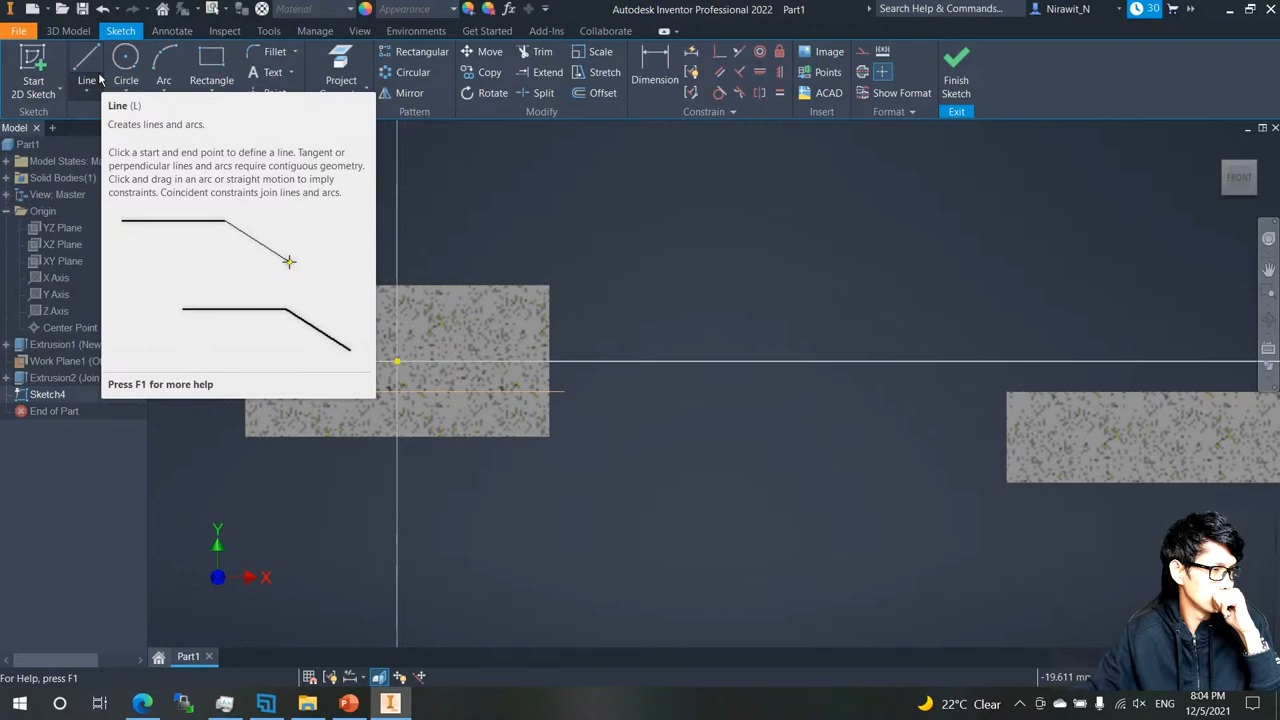 Material
Appearance
Autodesk Inventor Professional 2022
Part1
Search Help & Commands...
Nirawit_N
30
File
3D Model
Sketch
Annotate
Inspect
Tools
Manage
View
Environments
Get Started
Add-Ins
Collaborate
Start
2D Sketch
Line
Circle
Arc
Rectangle
Fillet
Text
Point
Project
Rectangular
Circular
Mirror
Move
Copy
Rotate
Trim
Extend
Split
Scale
Stretch
Offset
Dimension
Image
Points
ACAD
Show Format
Finish
Sketch
Sketch
Pattern
Modify
Constrain
Insert
Format
Exit
Model
Part1
Model States: Ma
Solid Bodies(1)
View: Master
Origin
YZ Plane
XZ Plane
XY Plane
X Axis
Y Axis
Z Axis
Center Point
Extrusion1 (New
Work Plane1 (O
Extrusion2 (Join
Sketch4
End of Part
Line (L)
Creates lines and arcs.
Click a start and end point to define a line. Tangent or
perpendicular lines and arcs require contiguous geometry.
Click and drag in an arc or straight motion to imply
constraints. Coincident constraints join lines and arcs.
Press F1 for more help
FRONT
Y
X
Part1
For Help, press F1
-19.611 mm
22°C Clear
ENG
8:04 PM
12/5/2021